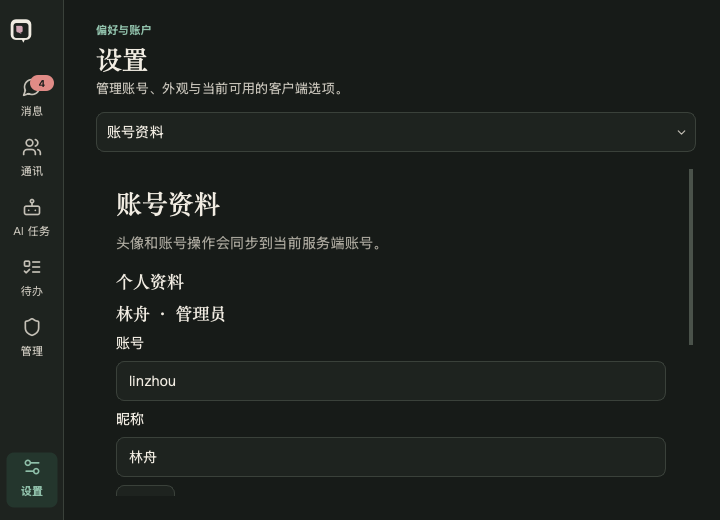 4
消息
通讯
AI 任务
待办
管理
设置
偏好与账户
设置
管理账号、外观与当前可用的客户端选项。
账号资料
账号资料
头像和账号操作会同步到当前服务端账号。
个人资料
林舟 · 管理员
账号
linzhou
昵称
林舟